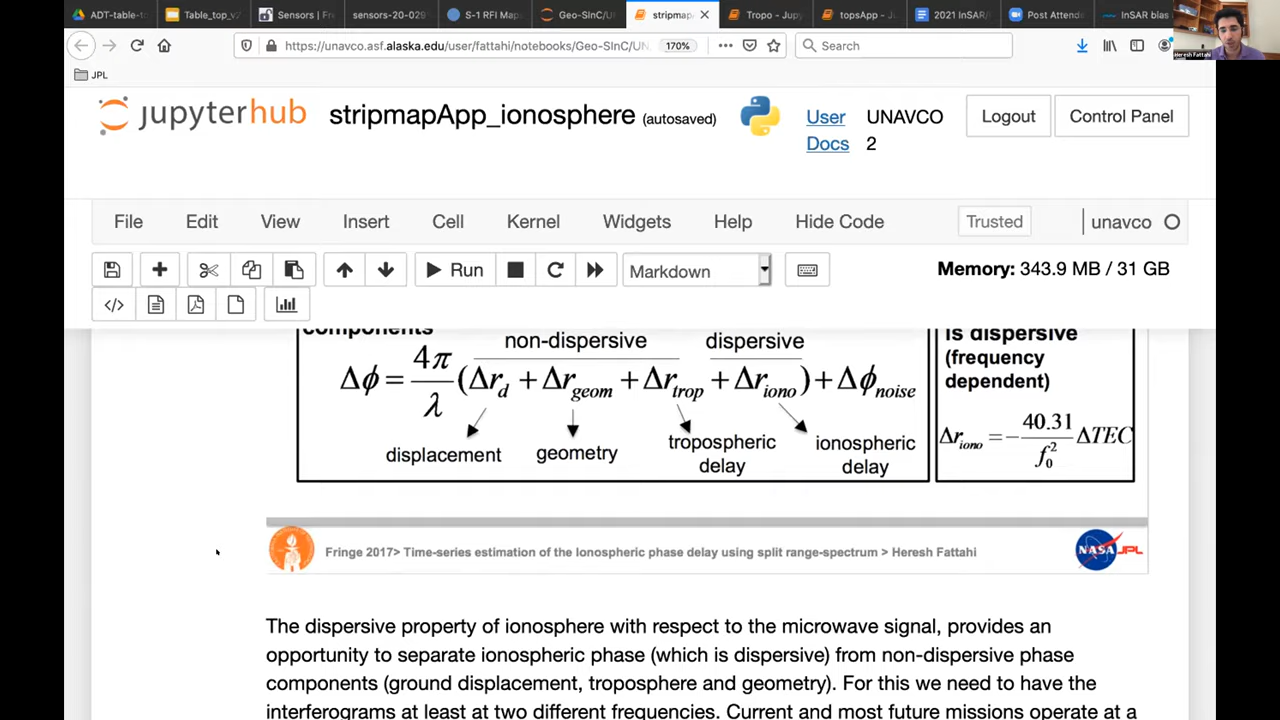 ADT-table-to
Table_top_v7
Sensors | Fre
sensors-20-029
S-1 RFI Map
Geo-SInC/U
stripmap
Tropo - Jupy
topsApp - J
2021 InSAR/
Post Attende
InSAR bias
https://unavco.asf.alaska.edu/user/fattahi/notebooks/Geo-SInC/UN
170%
Search
Heresh Fattahi
JPL
jupyterhub
stripmapApp_ionosphere (autosaved)
User Docs
UNAVCO 2
Logout
Control Panel
File Edit View Insert Cell Kernel Widgets Help Hide Code
Trusted
unavco
Run
Markdown
Memory: 343.9 MB / 31 GB
components
non-dispersive dispersive
Δϕ = 4π/λ (Δr_d + Δr_geom + Δr_trop + Δr_iono) + Δϕ_noise
displacement
geometry
tropospheric delay
ionospheric delay
is dispersive
(frequency
dependent)
Δr_iono = − 40.31/f_0^2 ΔTEC
Fringe 2017> Time-series estimation of the Ionospheric phase delay using split range-spectrum > Heresh Fattahi
NASA JPL
The dispersive property of ionosphere with respect to the microwave signal, provides an
opportunity to separate ionospheric phase (which is dispersive) from non-dispersive phase
components (ground displacement, troposphere and geometry). For this we need to have the
interferograms at least at two different frequencies. Current and most future missions operate at a